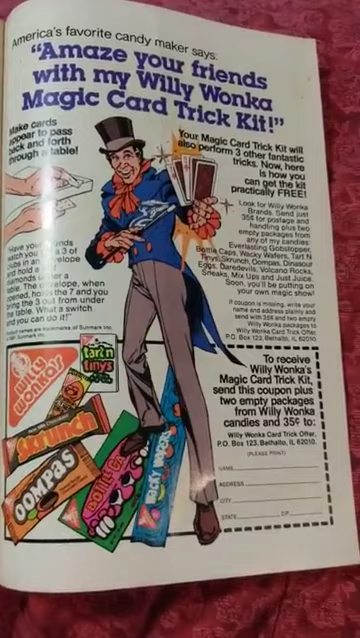 America's favorite candy maker says:
"Amaze your friends
with my Willy Wonka
Magic Card Trick Kit!"
Make cards
appear to pass
back and forth
through a table!
Your Magic Card Trick Kit will
also perform 3 other fantastic
tricks. Now, here
is how you
can get the kit
practically FREE!
Look for Willy Wonka
Brands. Send just
35¢ for postage and
handling plus two
empty packages from
any of my candies:
Everlasting Gobstopper,
Bottle Caps, Wacky Wafers, Tart N
Tinys, Skrunch, Oompas, Dinasour
Eggs, Daredevils, Volcano Rocks,
Sneaks, Mix Ups and Just Juice.
Soon, you'll be putting on
your own magic show!
If coupon is missing, write your
name and address plainly and
send with 35¢ and two empty
Willy Wonka packages to
Willy Wonka Card Trick Offer,
P.O. Box 123, Bethalto, IL 62010.
"Have your friends
watch you a 3 of
in an envelope
and hold a
diamonds under a
table. The envelope, when
opened, holds the 7 and you
bring the 3 out from under
the table. What a switch
and you can do it!"
names are trademarks of Sunmark Inc.
Sunmark Inc.
Willy
Wonka's
tart n
tinys
Skrunch
OOMPAS
BOTTLE CAPS
WACKY WAFERS
To receive
Willy Wonka's
Magic Card Trick Kit,
send this coupon plus
two empty packages
from Willy Wonka
candies and 35¢ to:
Willy Wonka Card Trick Offer,
P.O. Box 123, Bethalto, IL 62010.
(PLEASE PRINT)
NAME
ADDRESS
CITY
STATE ZIP